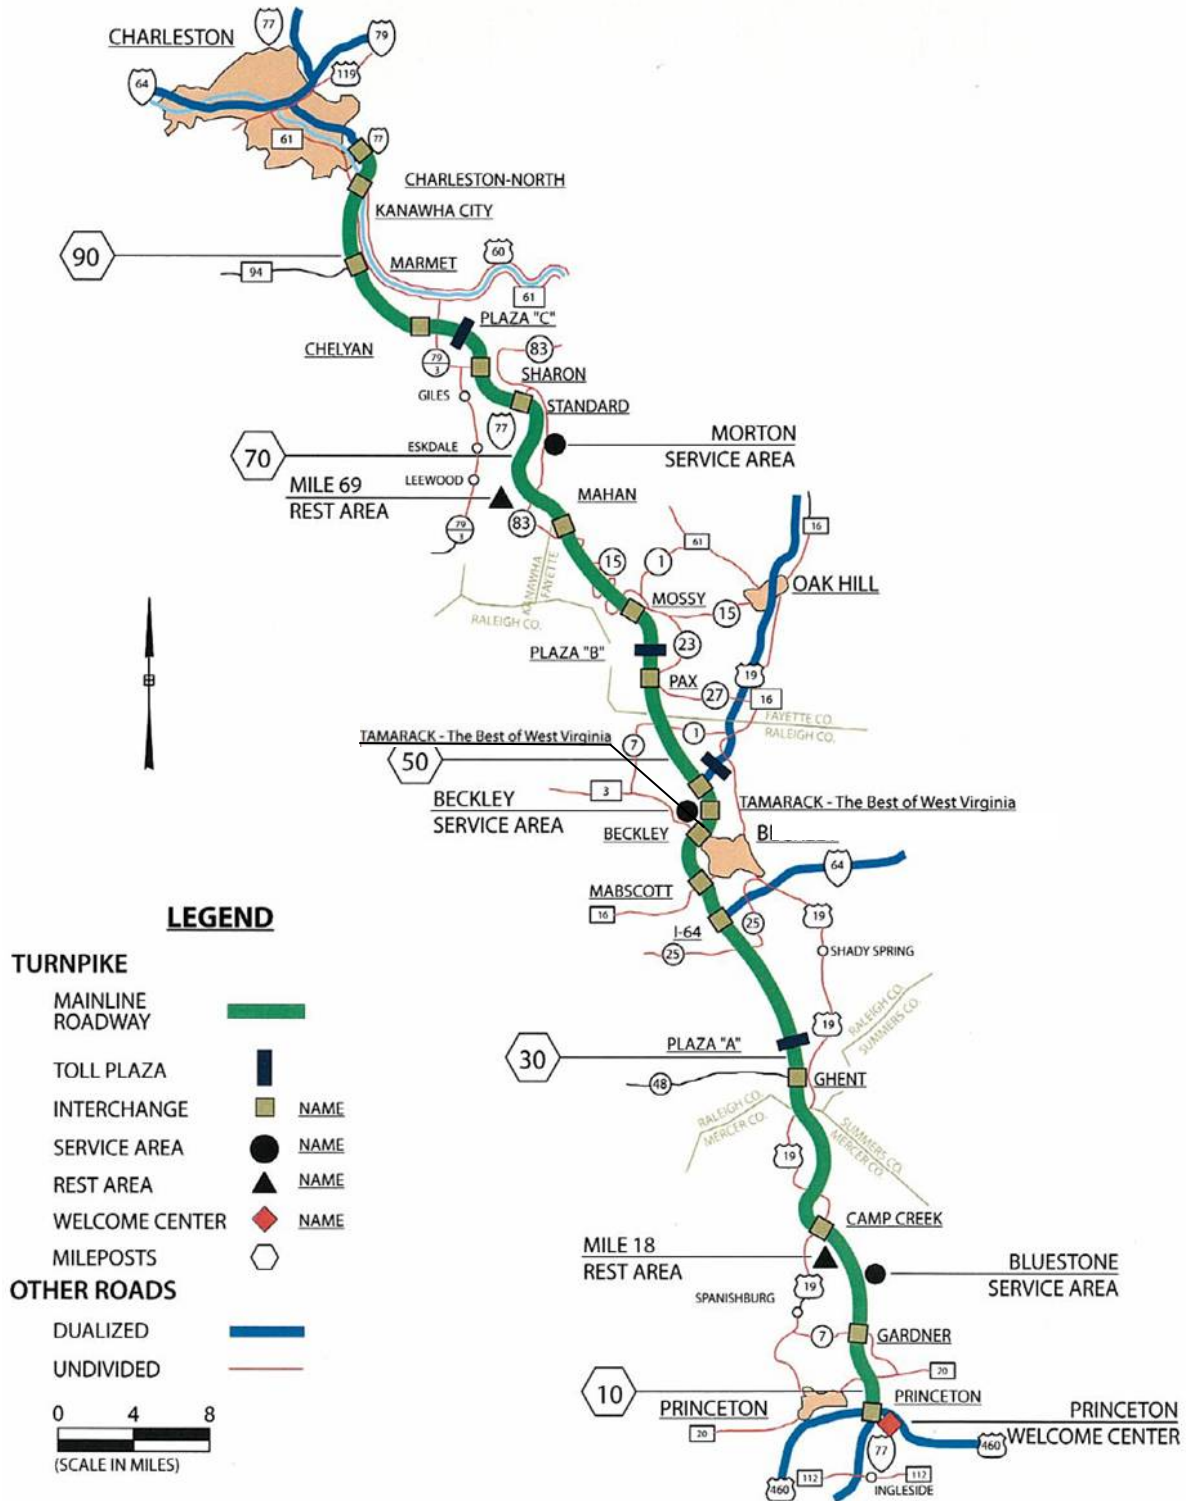 77
CHARLESTON
79
119
64
61
77
CHARLESTON-NORTH
KANAWHA CITY
90
94
MARMET
60
61
PLAZA "C"
CHELYAN
79
3
83
SHARON
GILES
STANDARD
77
MORTON
SERVICE AREA
70
ESKDALE
LEEWOOD
MILE 69
REST AREA
MAHAN
83
79
3
16
61
15
1
KANAWHA
FAYETTE
OAK HILL
MOSSY
15
RALEIGH CO.
23
PLAZA "B"
19
PAX
27
16
FAYETTE CO.
RALEIGH CO.
1
7
TAMARACK - The Best of West Virginia
50
3
BECKLEY
SERVICE AREA
TAMARACK - The Best of West Virginia
BECKLEY
64
MABSCOTT
16
19
25
I-64
25
SHADY SPRING
19
RALEIGH CO.
SUMMERS CO.
PLAZA "A"
30
48
GHENT
RALEIGH CO.
MERCER CO.
SUMMERS CO.
MERCER CO.
19
CAMP CREEK
MILE 18
REST AREA
BLUESTONE
SERVICE AREA
19
SPANISHBURG
7
GARDNER
20
10
PRINCETON
PRINCETON
20
PRINCETON
WELCOME CENTER
77
460
460
112
112
INGLESIDE
LEGEND
TURNPIKE
MAINLINE
ROADWAY
TOLL PLAZA
INTERCHANGE NAME
SERVICE AREA NAME
REST AREA NAME
WELCOME CENTER NAME
MILEPOSTS
OTHER ROADS
DUALIZED
UNDIVIDED
0 4 8
(SCALE IN MILES)